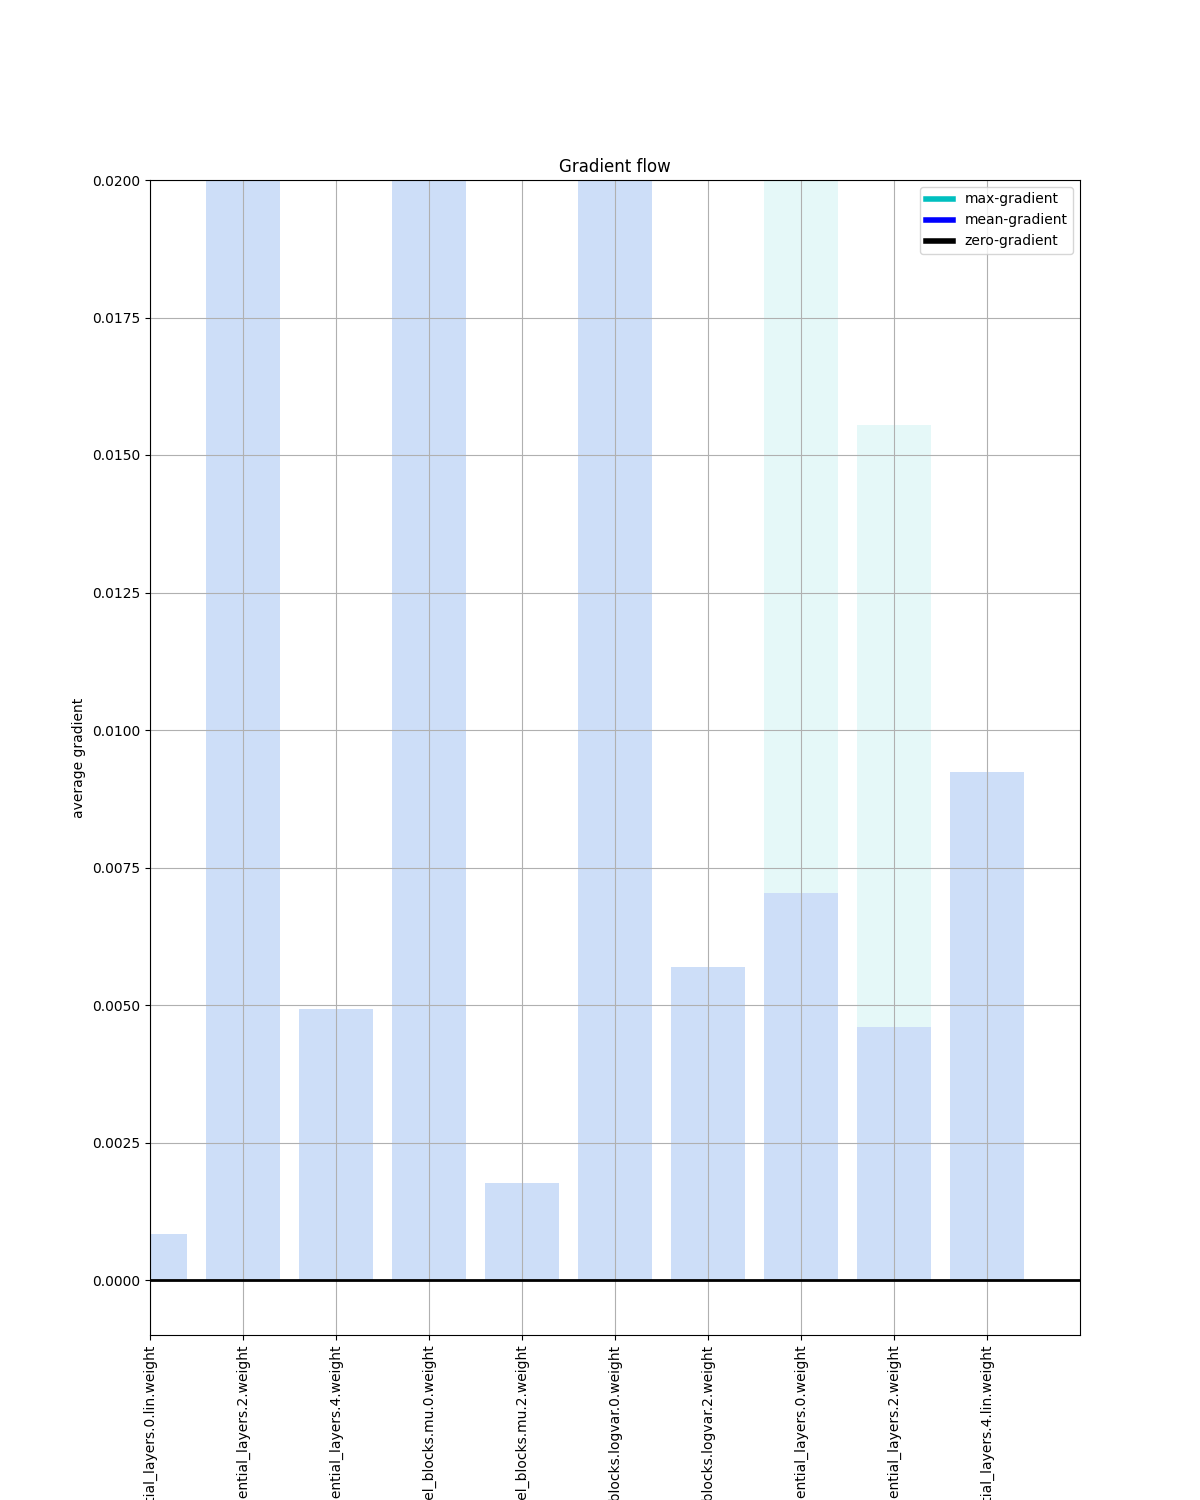 Gradient flow
max-gradient
mean-gradient
zero-gradient
average gradient
0.0200
0.0175
0.0150
0.0125
0.0100
0.0075
0.0050
0.0025
0.0000
tial_layers.0.lin.weight
ential_layers.2.weight
ential_layers.4.weight
el_blocks.mu.0.weight
el_blocks.mu.2.weight
blocks.logvar.0.weight
blocks.logvar.2.weight
ential_layers.0.weight
ential_layers.2.weight
tial_layers.4.lin.weight